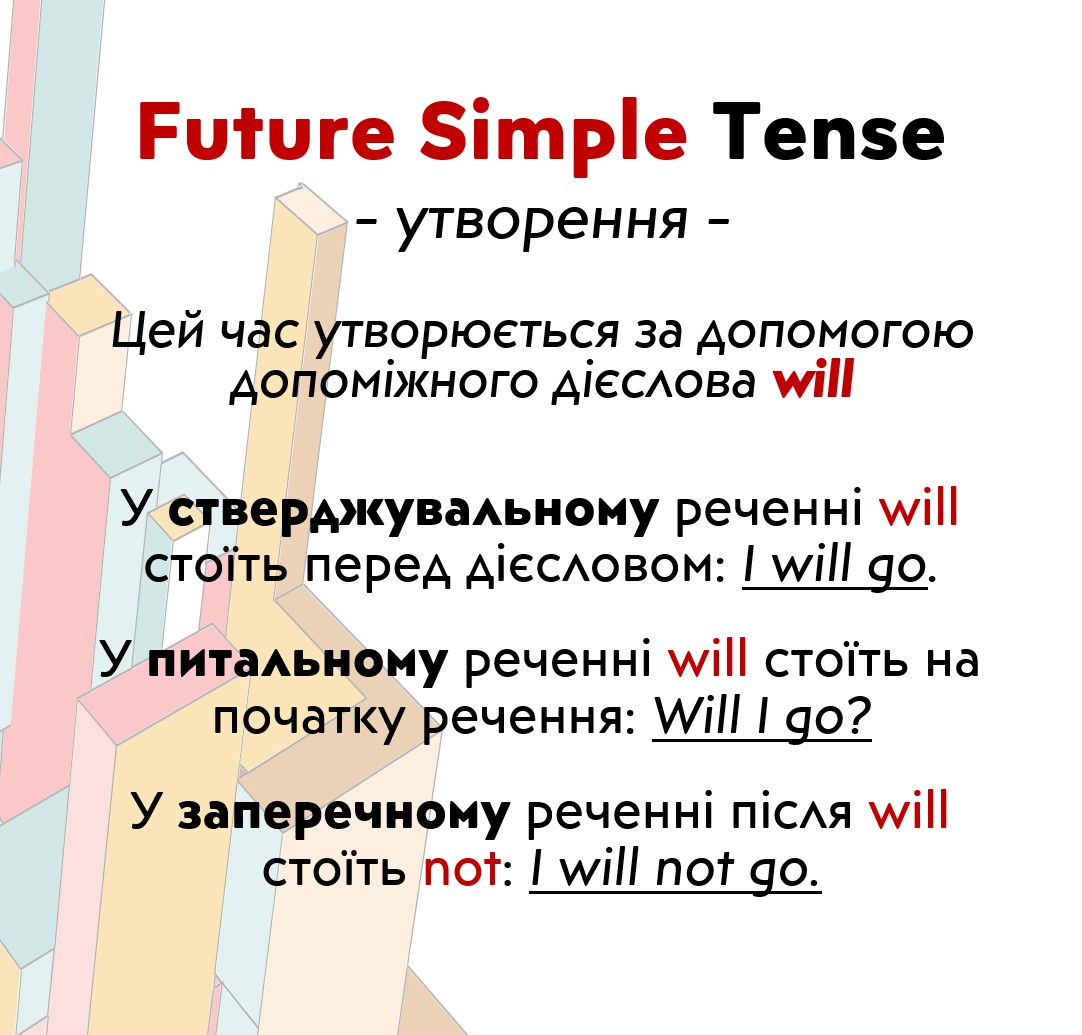 Future Simple Tense
– утворення –
Цей час утворюється за допомогою
допоміжного дієслова will
У стверджувальному реченні will
стоїть перед дієсловом: I will go.
У питальному реченні will стоїть на
початку речення: Will I go?
У заперечному реченні після will
стоїть not: I will not go.